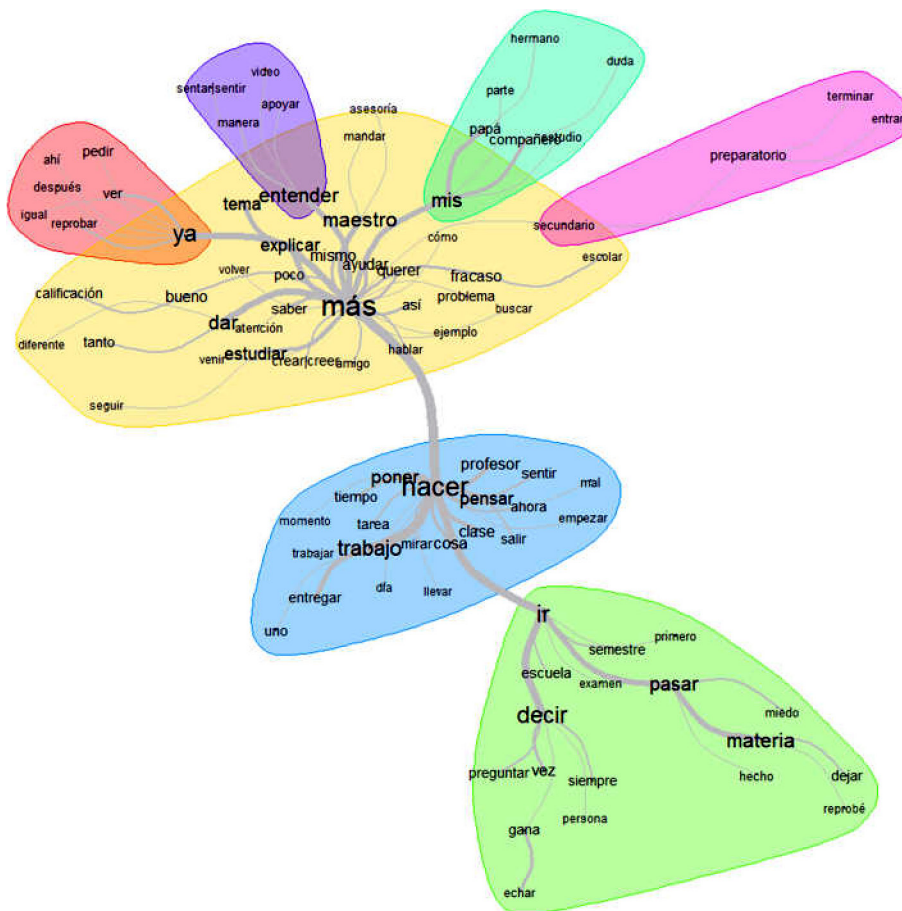 hermano
video
duda
sentar|sentir
parte
terminar
apoyar
asesoría
entrar
manera
papá
compañero
estudio
ahí
pedir
mandar
preparatorio
después
ver
entender
mis
tema
maestro
igual
reprobar
secundario
ya
explicar
cómo
mismo
escolar
ayudar
querer
volver
poco
fracaso
calificación
bueno
problema
saber
más
así
buscar
dar
atención
ejemplo
diferente
tanto
hablar
venir
estudiar
crear|creer
amigo
seguir
profesor
poner
sentir
hacer
mal
tiempo
pensar
ahora
momento
tarea
clase
empezar
trabajar
trabajo
mirar
cosa
salir
día
llevar
entregar
uno
ir
primero
semestre
escuela
examen
pasar
decir
miedo
materia
preguntar
vez
siempre
hecho
dejar
persona
reprobé
gana
echar